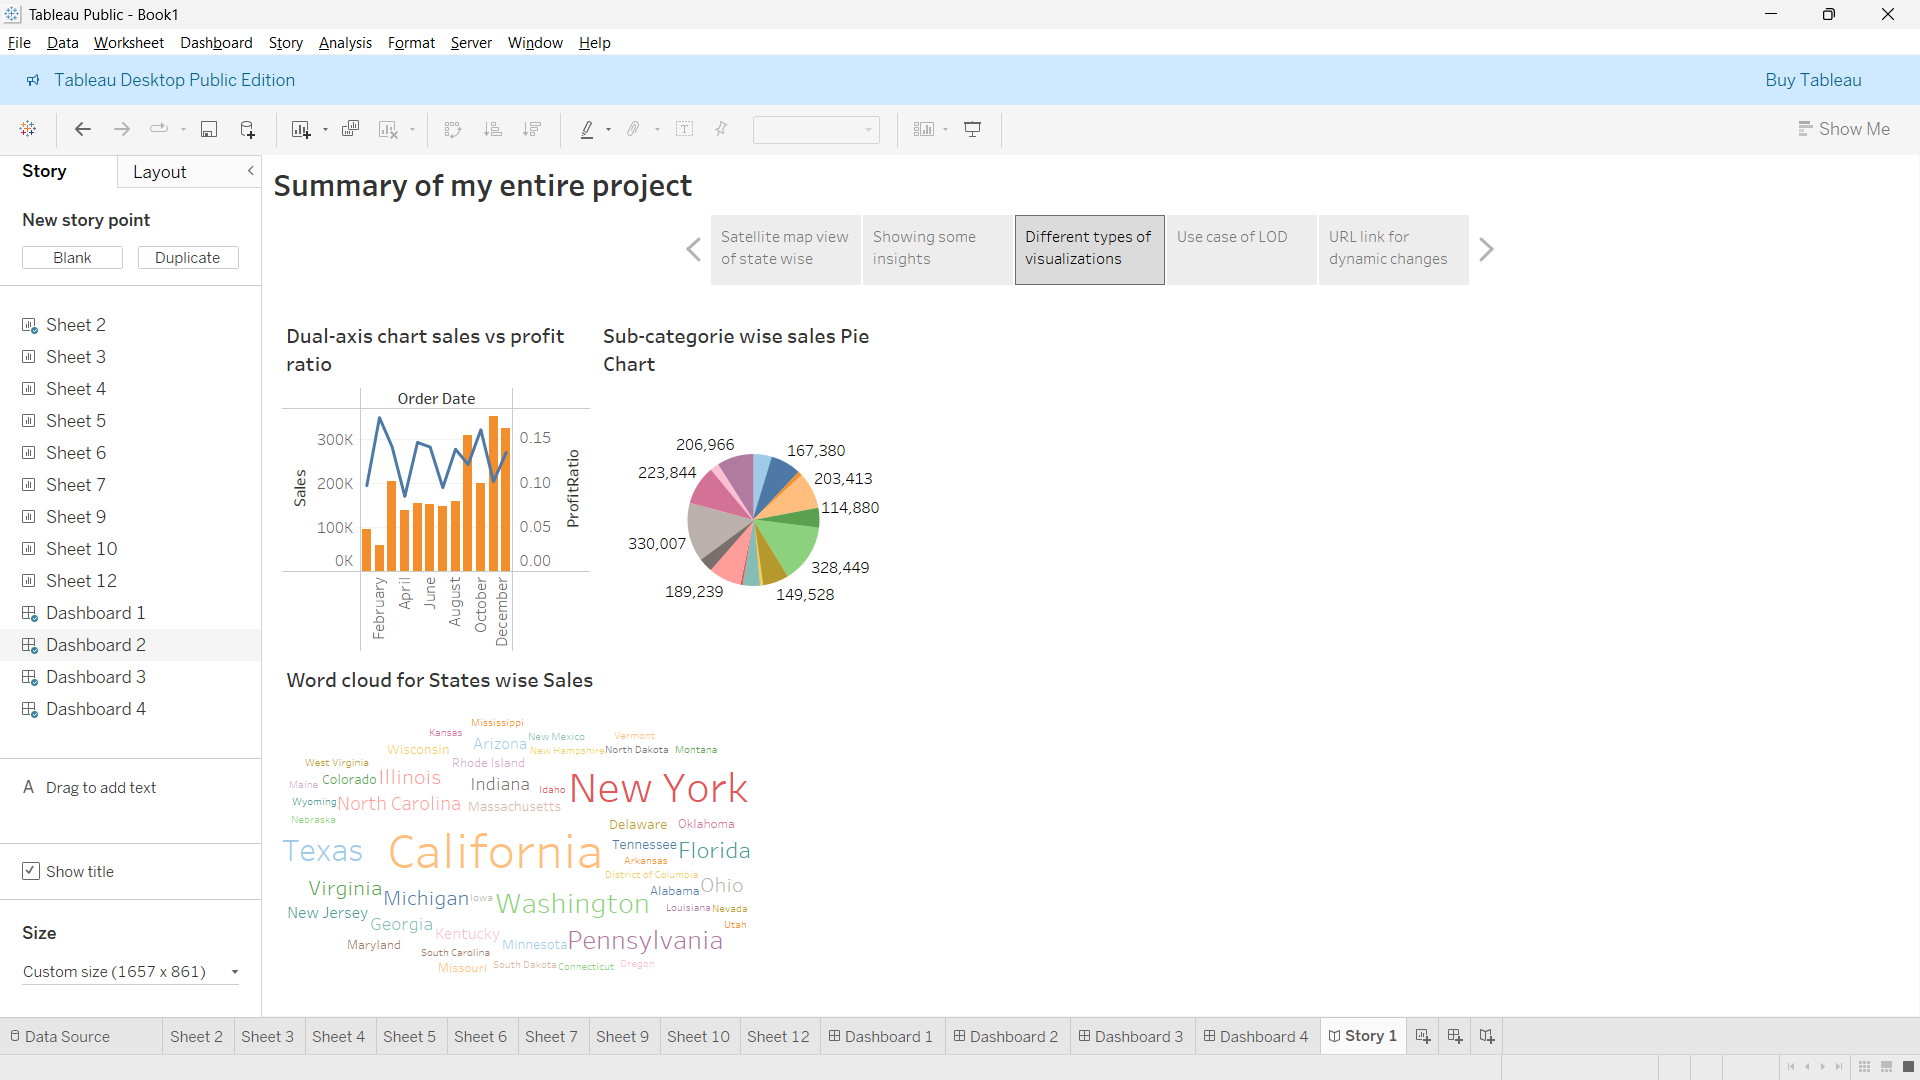 Tableau Public - Book1
File Data Worksheet Dashboard Story Analysis Format Server Window Help
Tableau Desktop Public Edition
Buy Tableau
Show Me
Story
Layout
New story point
Blank
Duplicate
Sheet 2
Sheet 3
Sheet 4
Sheet 5
Sheet 6
Sheet 7
Sheet 9
Sheet 10
Sheet 12
Dashboard 1
Dashboard 2
Dashboard 3
Dashboard 4
A Drag to add text
Show title
Size
Custom size (1657 x 861)
Summary of my entire project
Satellite map view
of state wise
Showing some
insights
Different types of
visualizations
Use case of LOD
URL link for
dynamic changes
Dual-axis chart sales vs profit
ratio
Order Date
300K
200K
100K
0K
Sales
0.15
0.10
0.05
0.00
ProfitRatio
February
April
June
August
October
December
Sub-categorie wise sales Pie
Chart
206,966
167,380
223,844
203,413
114,880
330,007
328,449
189,239
149,528
Word cloud for States wise Sales
Mississippi
Kansas
New Mexico
Vermont
Wisconsin
Arizona
New Hampshire
North Dakota
Montana
West Virginia
Rhode Island
Maine
Colorado
Illinois
Indiana
Idaho
New York
Wyoming
North Carolina
Massachusetts
Nebraska
Delaware
Oklahoma
Texas
California
Tennessee
Florida
Arkansas
District of Columbia
Virginia
Michigan
Iowa
Washington
Alabama
Ohio
New Jersey
Louisiana
Nevada
Georgia
Utah
Kentucky
Maryland
Minnesota
Pennsylvania
South Carolina
Missouri
South Dakota
Connecticut
Oregon
Data Source
Sheet 2
Sheet 3
Sheet 4
Sheet 5
Sheet 6
Sheet 7
Sheet 9
Sheet 10
Sheet 12
Dashboard 1
Dashboard 2
Dashboard 3
Dashboard 4
Story 1